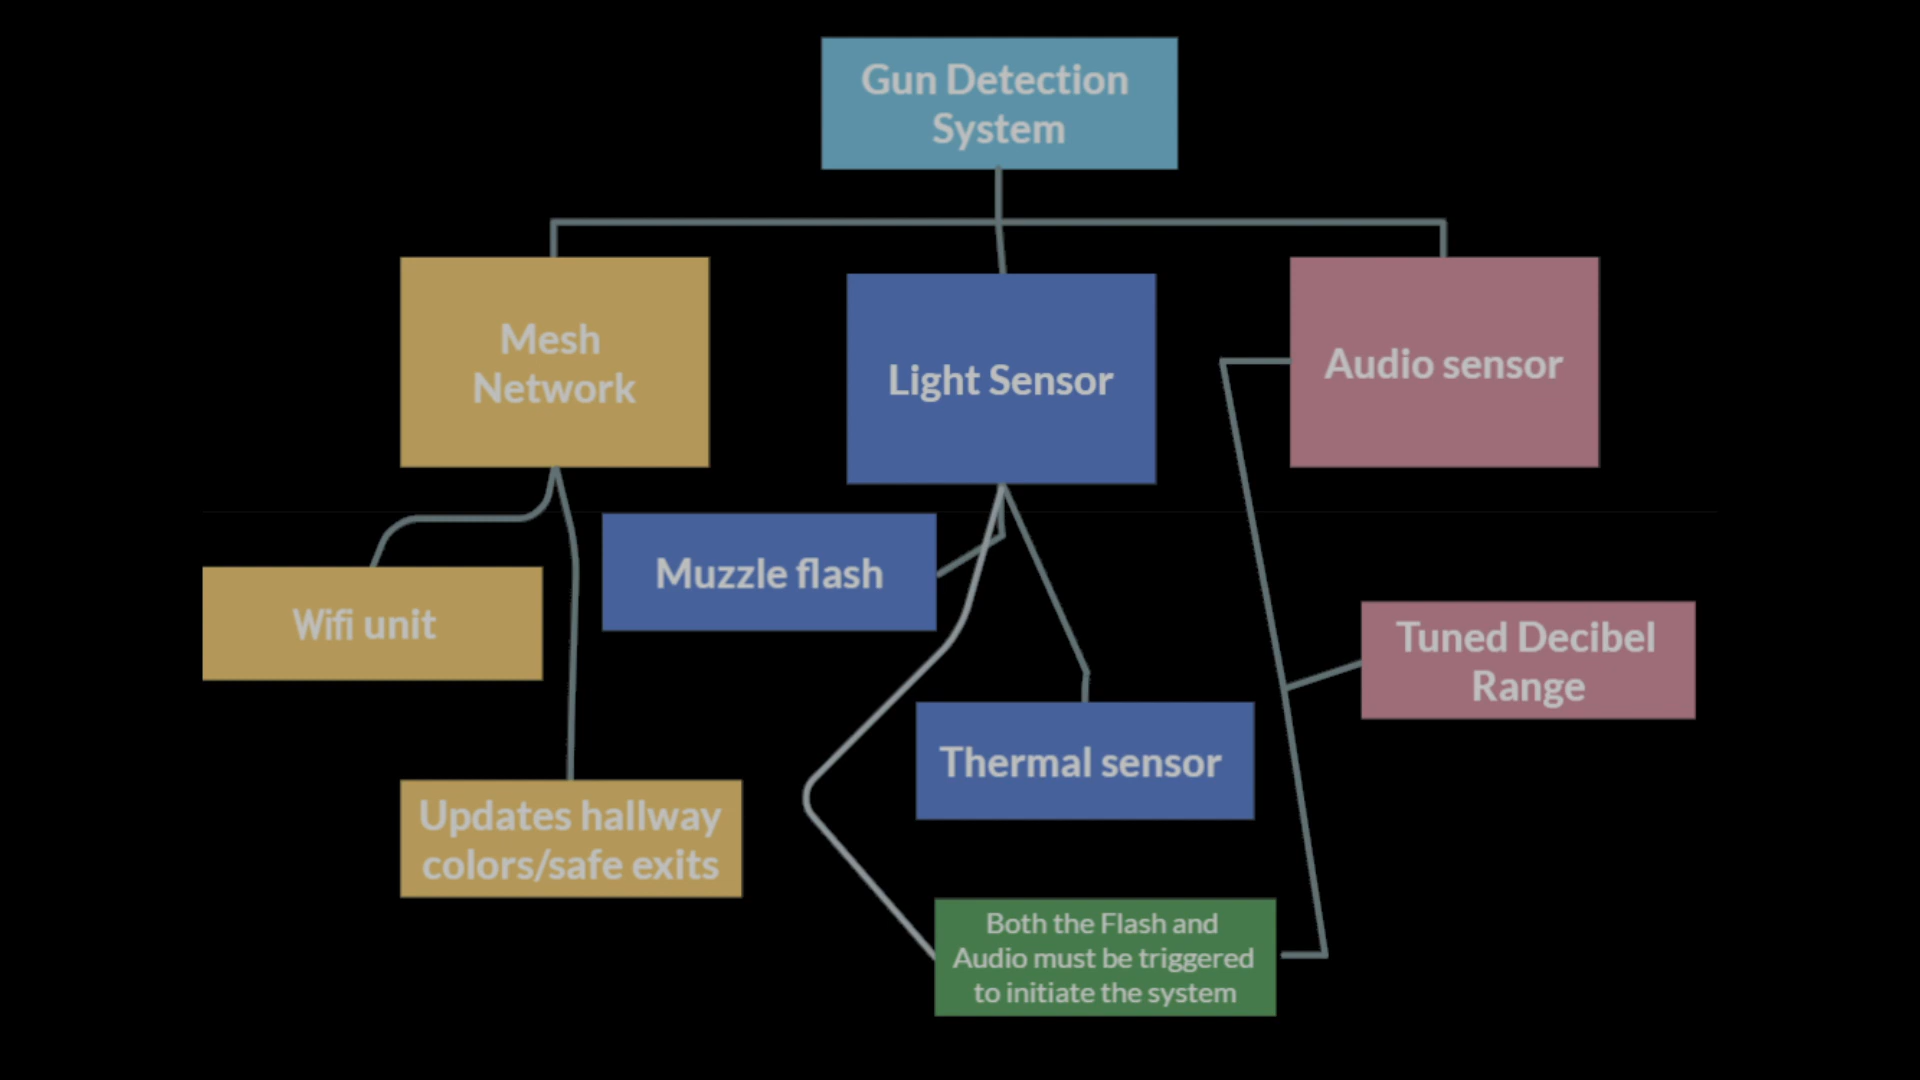 Gun Detection
System
Mesh
Network
Light Sensor
Audio sensor
Muzzle flash
Wifi unit
Tuned Decibel
Range
Thermal sensor
Updates hallway
colors/safe exits
Both the Flash and
Audio must be triggered
to initiate the system